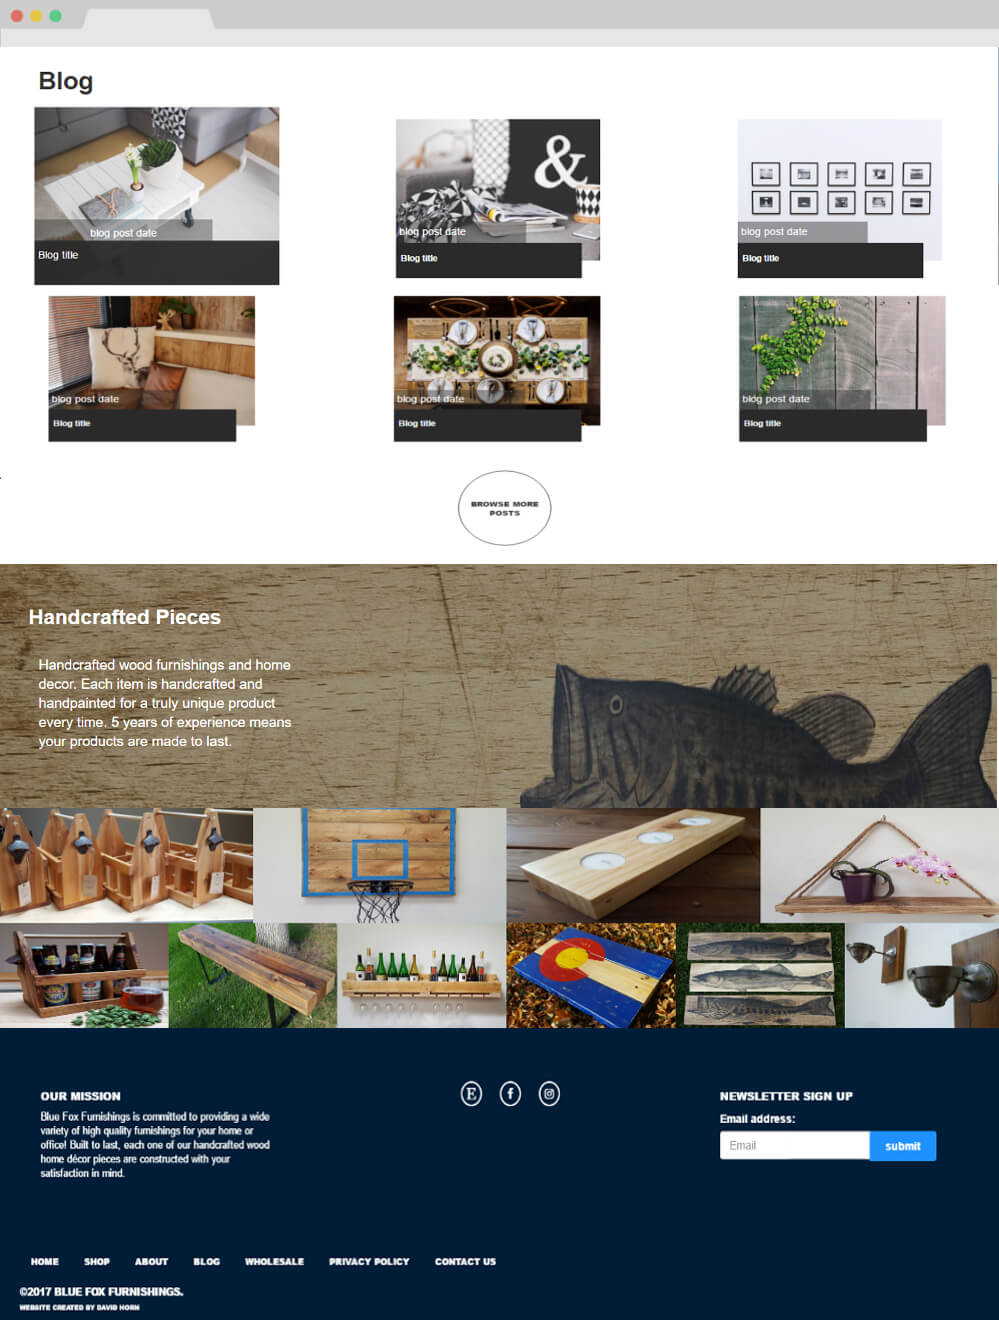 Blog
&
blog post date
Blog title
blog post date
Blog title
blog post date
Blog title
blog post date
Blog title
blog post date
Blog title
blog post date
Blog title
BROWSE MORE
POSTS
Handcrafted Pieces
Handcrafted wood furnishings and home
decor. Each item is handcrafted and
handpainted for a truly unique product
every time. 5 years of experience means
your products are made to last.
OUR MISSION
Blue Fox Furnishings is committed to providing a wide
variety of high quality furnishings for your home or
office! Built to last, each one of our handcrafted wood
home décor pieces are constructed with your
satisfaction in mind.
E f
NEWSLETTER SIGN UP
Email address:
Email submit
HOME SHOP ABOUT BLOG WHOLESALE PRIVACY POLICY CONTACT US
©2017 BLUE FOX FURNISHINGS.
WEBSITE CREATED BY DAVID HORN